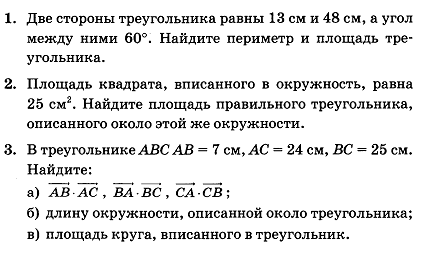 1. Две стороны треугольника равны 13 см и 48 см, а угол
между ними 60°. Найдите периметр и площадь тре-
угольника.
2. Площадь квадрата, вписанного в окружность, равна
25 см². Найдите площадь правильного треугольника,
описанного около этой же окружности.
3. В треугольнике ABC AB = 7 см, AC = 24 см, BC = 25 см.
Найдите:
а) $\overrightarrow{AB} \cdot \overrightarrow{AC}$, $\overrightarrow{BA} \cdot \overrightarrow{BC}$, $\overrightarrow{CA} \cdot \overrightarrow{CB}$;
б) длину окружности, описанной около треугольника;
в) площадь круга, вписанного в треугольник.